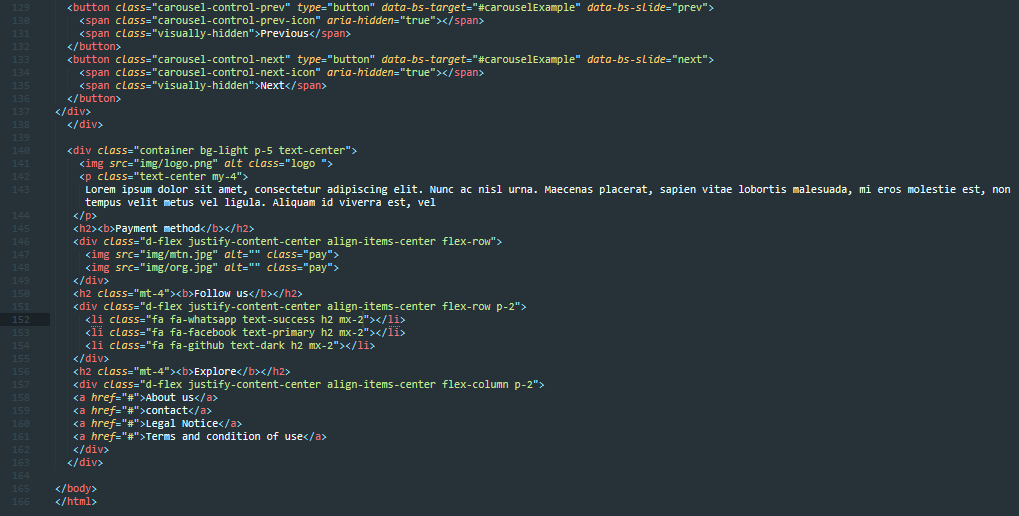 129 <button class="carousel-control-prev" type="button" data-bs-target="#carouselExample" data-bs-slide="prev">
130 <span class="carousel-control-prev-icon" aria-hidden="true"></span>
131 <span class="visually-hidden">Previous</span>
132 </button>
133 <button class="carousel-control-next" type="button" data-bs-target="#carouselExample" data-bs-slide="next">
134 <span class="carousel-control-next-icon" aria-hidden="true"></span>
135 <span class="visually-hidden">Next</span>
136 </button>
137 </div>
138 </div>
139
140 <div class="container bg-light p-5 text-center">
141 <img src="img/logo.png" alt class="logo ">
142 <p class="text-center my-4">
143 Lorem ipsum dolor sit amet, consectetur adipiscing elit. Nunc ac nisl urna. Maecenas placerat, sapien vitae lobortis malesuada, mi eros molestie est, non
tempus velit metus vel ligula. Aliquam id viverra est, vel
144 </p>
145 <h2><b>Payment method</b></h2>
146 <div class="d-flex justify-content-center align-items-center flex-row">
147 <img src="img/mtn.jpg" alt="" class="pay">
148 <img src="img/org.jpg" alt="" class="pay">
149 </div>
150 <h2 class="mt-4"><b>Follow us</b></h2>
151 <div class="d-flex justify-content-center align-items-center flex-row p-2">
152 <li class="fa fa-whatsapp text-success h2 mx-2"></li>
153 <li class="fa fa-facebook text-primary h2 mx-2"></li>
154 <li class="fa fa-github text-dark h2 mx-2"></li>
155 </div>
156 <h2 class="mt-4"><b>Explore</b></h2>
157 <div class="d-flex justify-content-center align-items-center flex-column p-2">
158 <a href="#">About us</a>
159 <a href="#">contact</a>
160 <a href="#">Legal Notice</a>
161 <a href="#">Terms and condition of use</a>
162 </div>
163 </div>
164
165 </body>
166 </html>